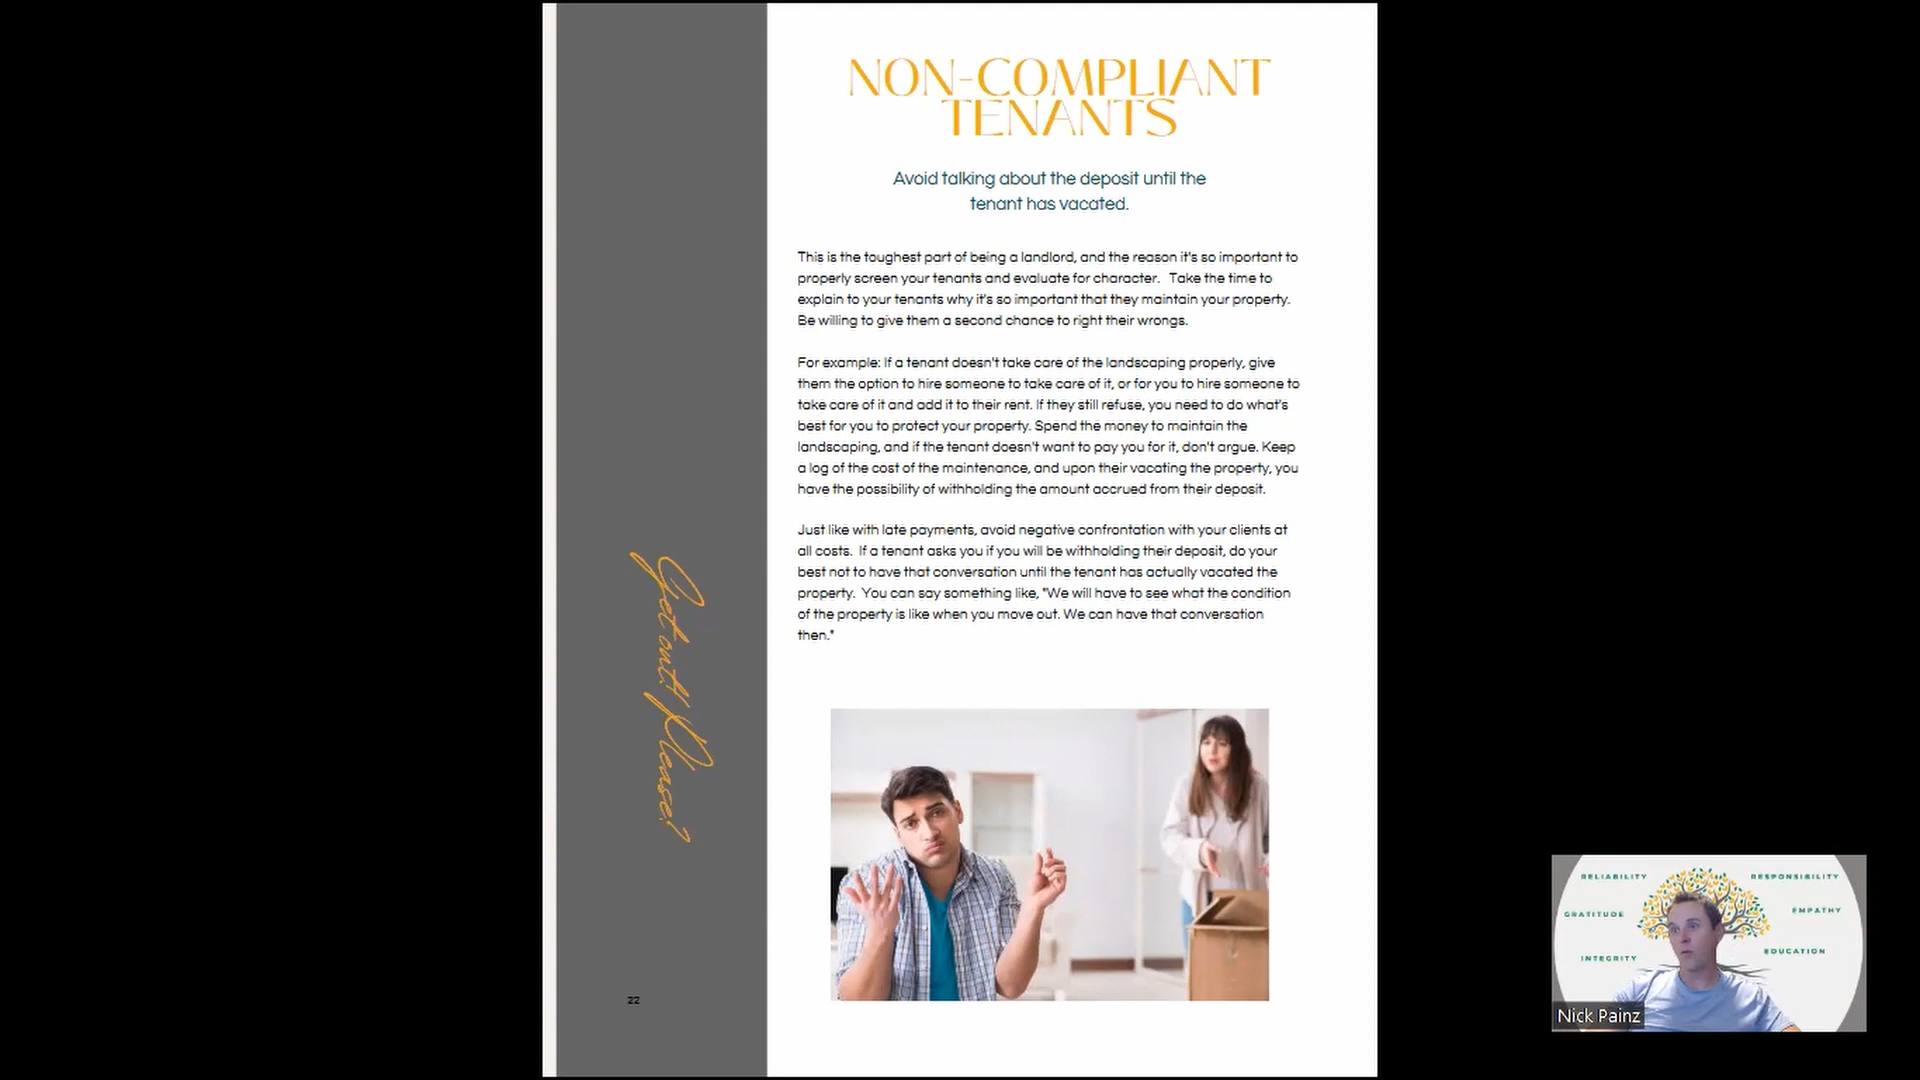 NON-COMPLIANT
TENANTS
Avoid talking about the deposit until the
tenant has vacated.
This is the toughest part of being a landlord, and the reason it's so important to
properly screen your tenants and evaluate for character. Take the time to
explain to your tenants why it's so important that they maintain your property.
Be willing to give them a second chance to right their wrongs.
For example: If a tenant doesn't take care of the landscaping properly, give
them the option to hire someone to take care of it, or for you to hire someone to
take care of it and add it to their rent. If they still refuse, you need to do what's
best for you to protect your property. Spend the money to maintain the
landscaping, and if the tenant doesn't want to pay you for it, don't argue. Keep
a log of the cost of the maintenance, and upon their vacating the property, you
have the possibility of withholding the amount accrued from their deposit.
Just like with late payments, avoid negative confrontation with your clients at
all costs. If a tenant asks you if you will be withholding their deposit, do your
best not to have that conversation until the tenant has actually vacated the
property. You can say something like, "We will have to see what the condition
of the property is like when you move out. We can have that conversation
then."
Get out! Please?
22
RELIABILITY
RESPONSIBILITY
GRATITUDE
EMPATHY
INTEGRITY
EDUCATION
Nick Painz